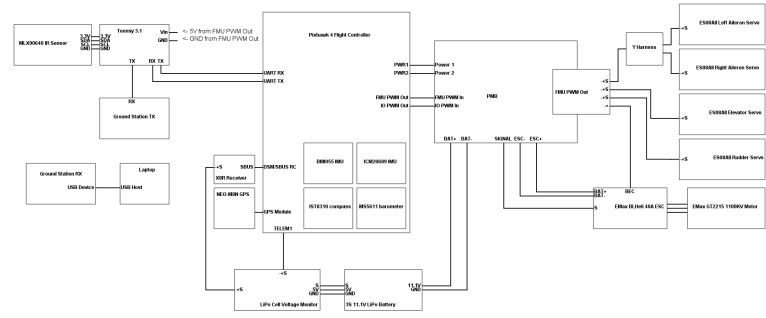 Teensy 3.1
MLX90640 IR Sensor
3.3V
SDA
SCL
GND
3.3V
SDA
SCL
GND
Vin
GND
TX
RX TX
<- 5V from FMU PWM Out
<- GND from FMU PWM Out
RX
Ground Station TX
Ground Station RX
USB Device
Laptop
USB Host
Pixhawk 4 Flight Controller
UART RX
UART TX
PWR1
PWR2
FMU PWM Out
IO PWM Out
DSM/SBUS RC
GPS Module
TELEM1
BMI055 IMU
ICM20689 IMU
IST8310 compass
MS5611 barometer
+S
SBUS
X8R Receiver
NEO-M8N GPS
-+S
+S
S
5V
GND
LiPo Cell Voltage Monitor
S
5V
GND
11.1V
GND
3S 11.1V LiPo Battery
Power 1
Power 2
FMU PWM In
IO PWM In
PMB
BAT+
BAT-
SIGNAL
ESC-
ESC+
FMU PWM Out
-+S
-+S
-+S
-+
Y Harness
ES08AII Left Aileron Servo
+S
ES08AII Right Aileron Servo
+S
ES08AII Elevator Servo
+S
ES08AII Rudder Servo
+S
BEC
BAT+
BAT-
S
EMax BLHeli 40A ESC
EMax GT2215 1100KV Motor